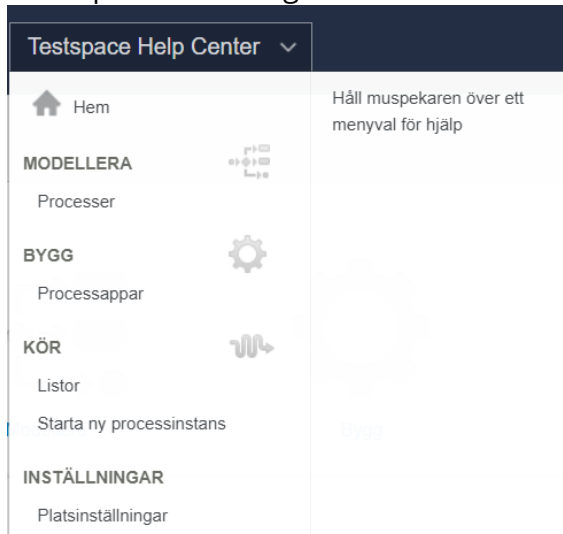 Testspace Help Center
Hem
Håll muspekaren över ett
menyval för hjälp
MODELLERA
Processer
BYGG
Processappar
KÖR
Listor
Starta ny processinstans
Bygg
INSTÄLLNINGAR
Platsinställningar